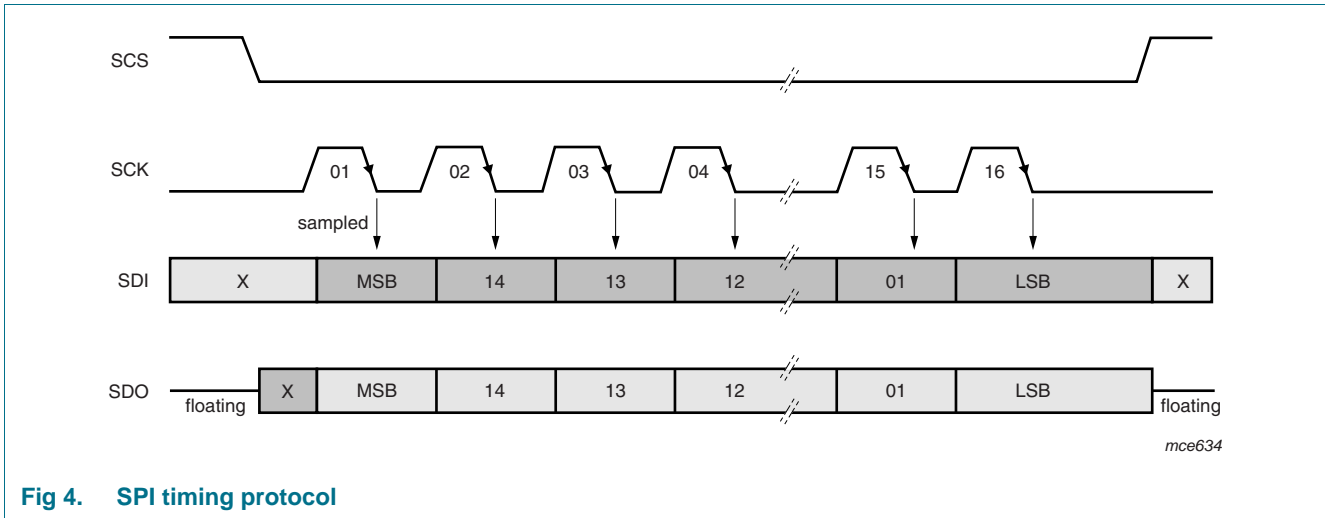 SCS
SCK
01 02 03 04 15 16
sampled
SDI
X MSB 14 13 12 01 LSB X
SDO
floating X MSB 14 13 12 01 LSB floating
mce634
Fig 4. SPI timing protocol